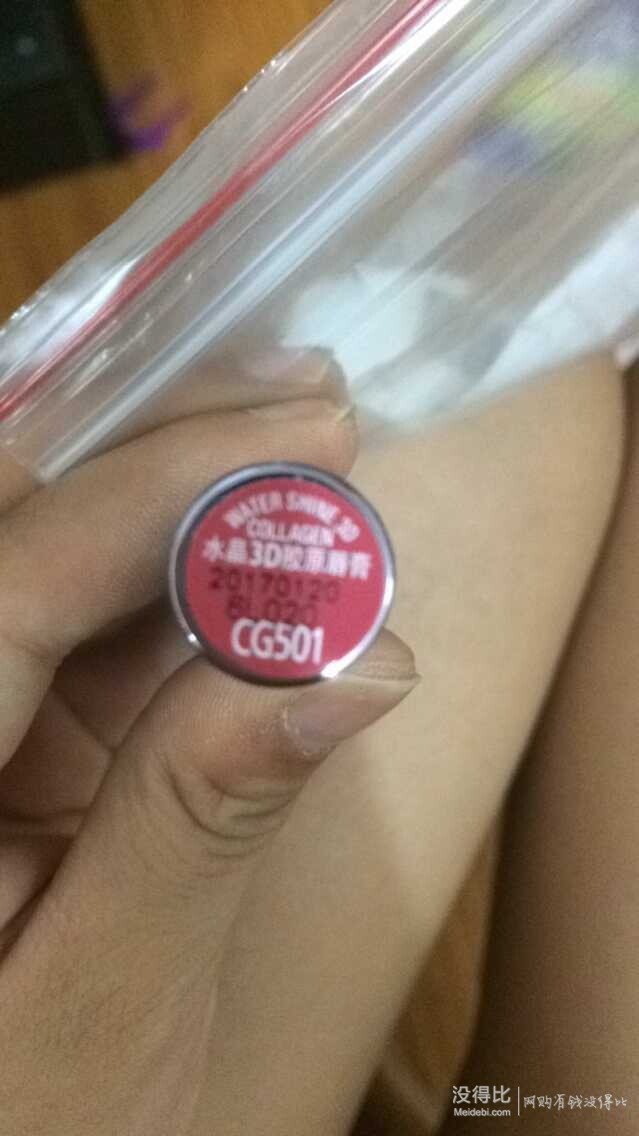 WATER SHINE 3D
COLLAGEN
水晶3D胶原唇膏
20170120
BL020
CG501
没得比
Meidebi.com
网购有钱没得比